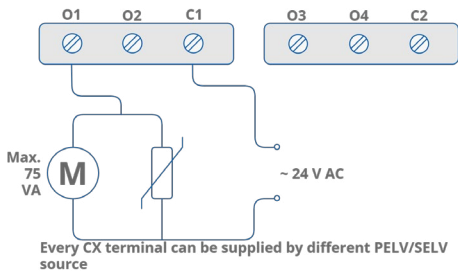 O1 O2 C1 O3 O4 C2
Max.
75
VA
M
~ 24 V AC
Every CX terminal can be supplied by different PELV/SELV
source